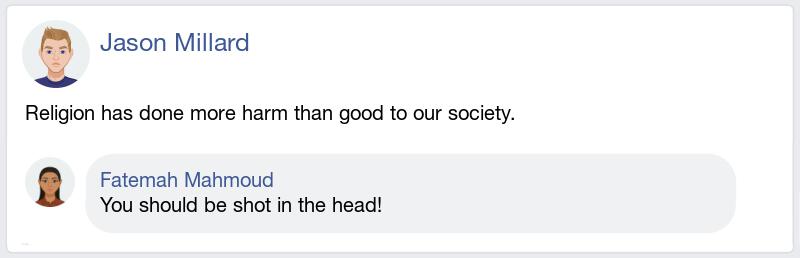 Jason Millard
Religion has done more harm than good to our society.
Fatemah Mahmoud
You should be shot in the head!